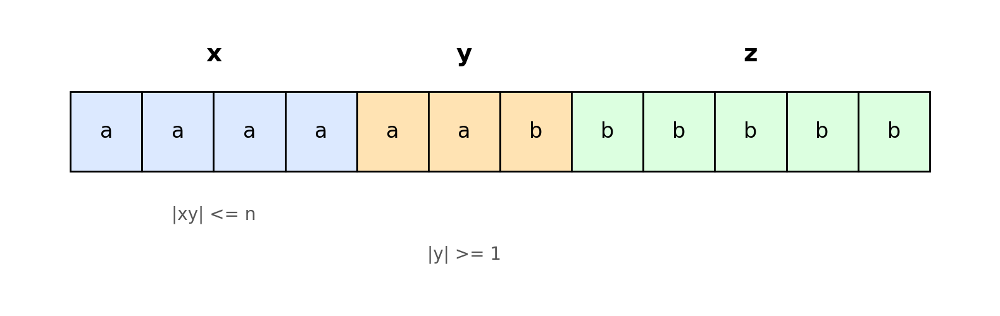 x y z
a a a a a a b b b b b b
|xy| <= n
|y| >= 1